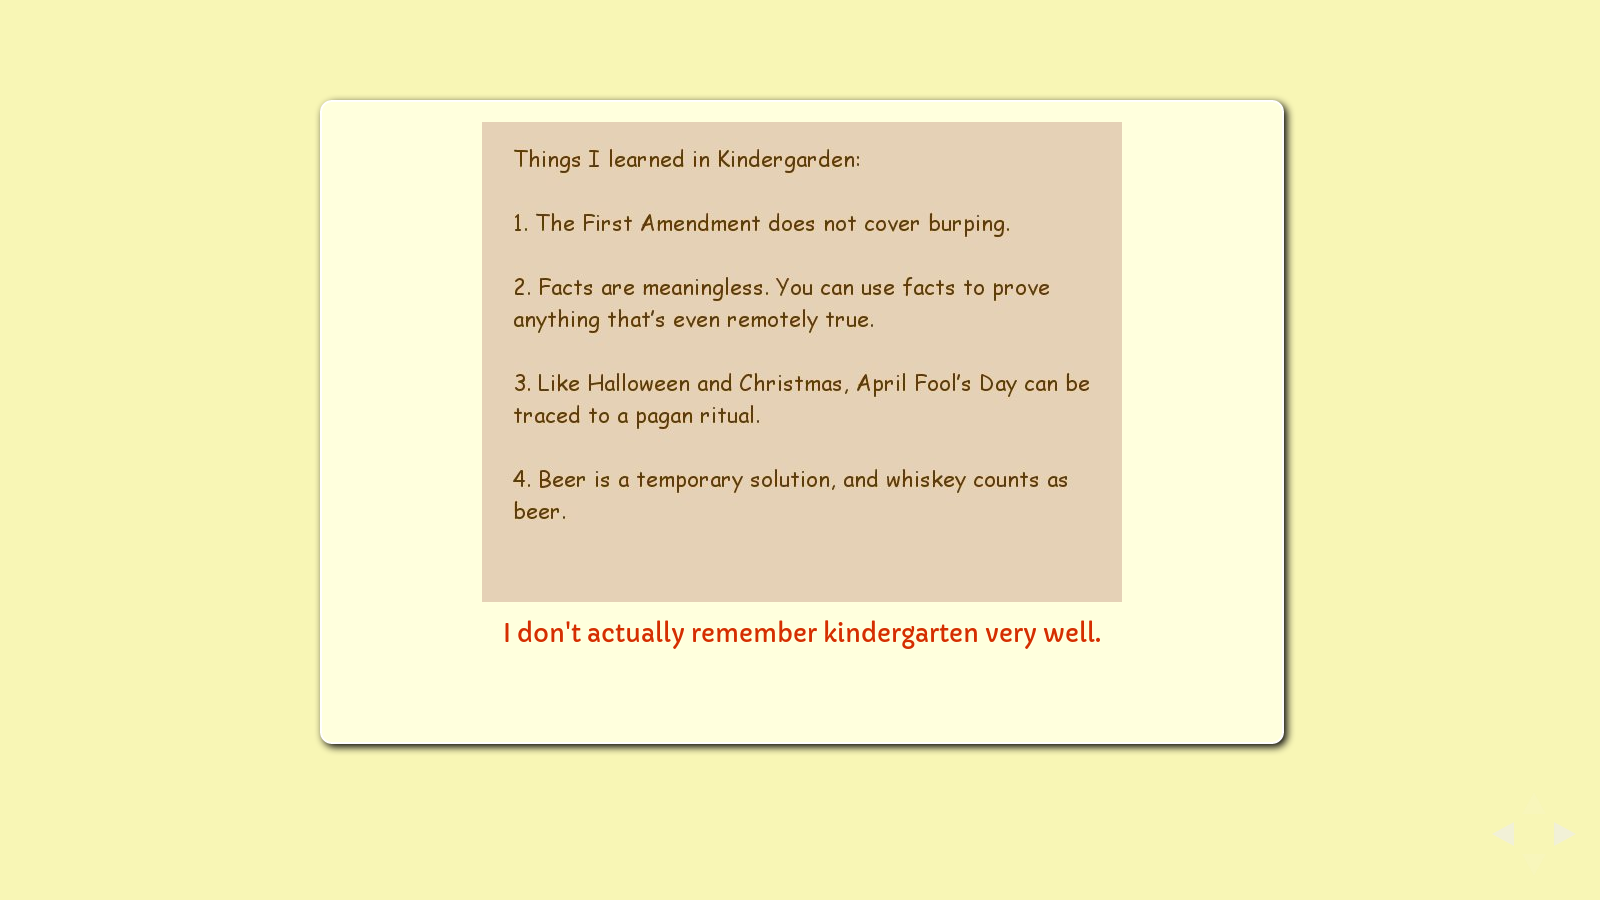 Things I learned in Kindergarden:
1. The First Amendment does not cover burping.
2. Facts are meaningless. You can use facts to prove
anything that's even remotely true.
3. Like Halloween and Christmas, April Fool's Day can be
traced to a pagan ritual.
4. Beer is a temporary solution, and whiskey counts as
beer.
I don't actually remember kindergarten very well.